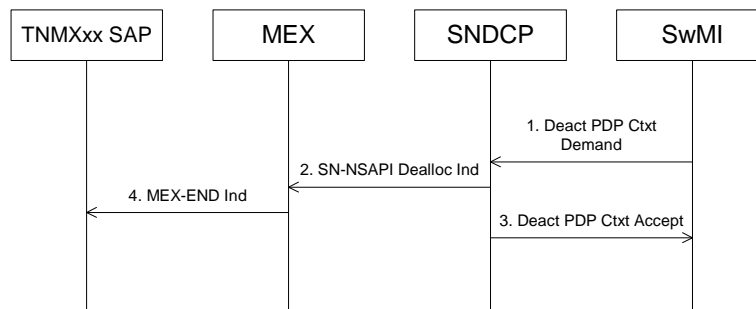 TNMXxx SAP
MEX
SNDCP
SwMI
1. Deact PDP Ctxt
Demand
2. SN-NSAPI Dealloc Ind
4. MEX-END Ind
3. Deact PDP Ctxt Accept